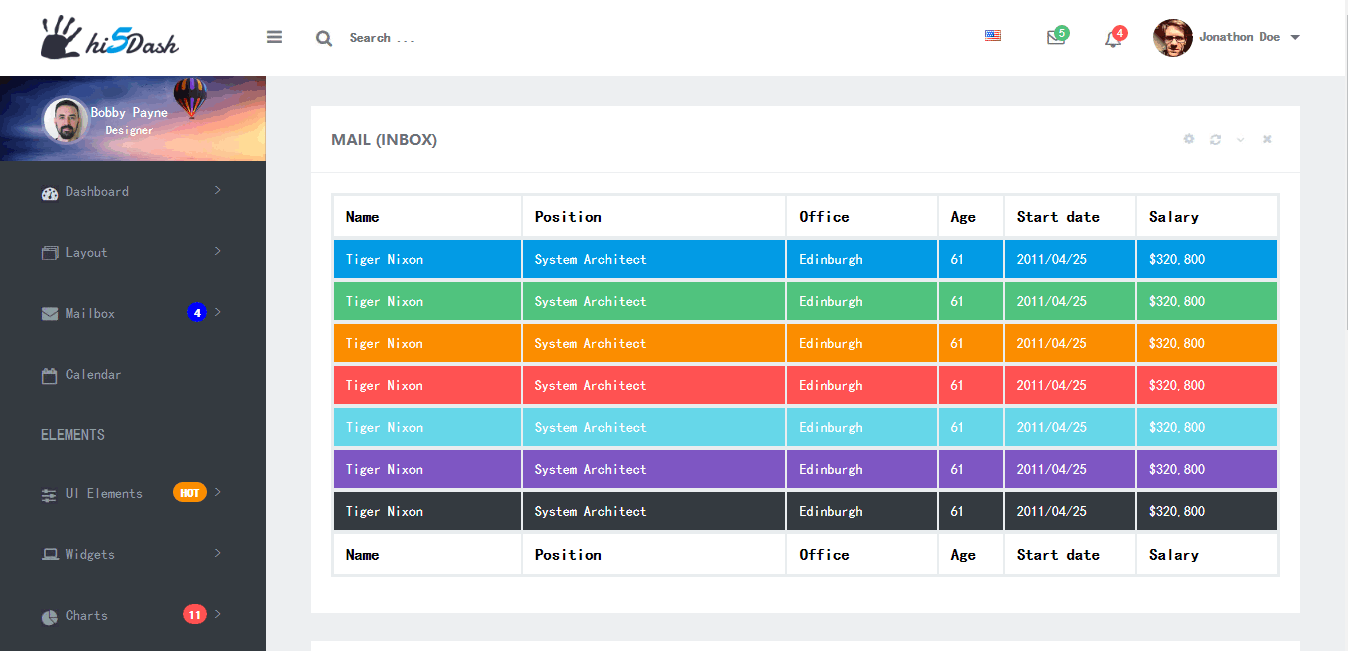 hi5Dash
Search ...
5
4
Jonathon Doe
Bobby Payne
Designer
Dashboard
Layout
Mailbox 4
Calendar
ELEMENTS
UI Elements HOT
Widgets
Charts 11
MAIL (INBOX)
Name Position Office Age Start date Salary
Tiger Nixon System Architect Edinburgh 61 2011/04/25 $320,800
Tiger Nixon System Architect Edinburgh 61 2011/04/25 $320,800
Tiger Nixon System Architect Edinburgh 61 2011/04/25 $320,800
Tiger Nixon System Architect Edinburgh 61 2011/04/25 $320,800
Tiger Nixon System Architect Edinburgh 61 2011/04/25 $320,800
Tiger Nixon System Architect Edinburgh 61 2011/04/25 $320,800
Tiger Nixon System Architect Edinburgh 61 2011/04/25 $320,800
Name Position Office Age Start date Salary